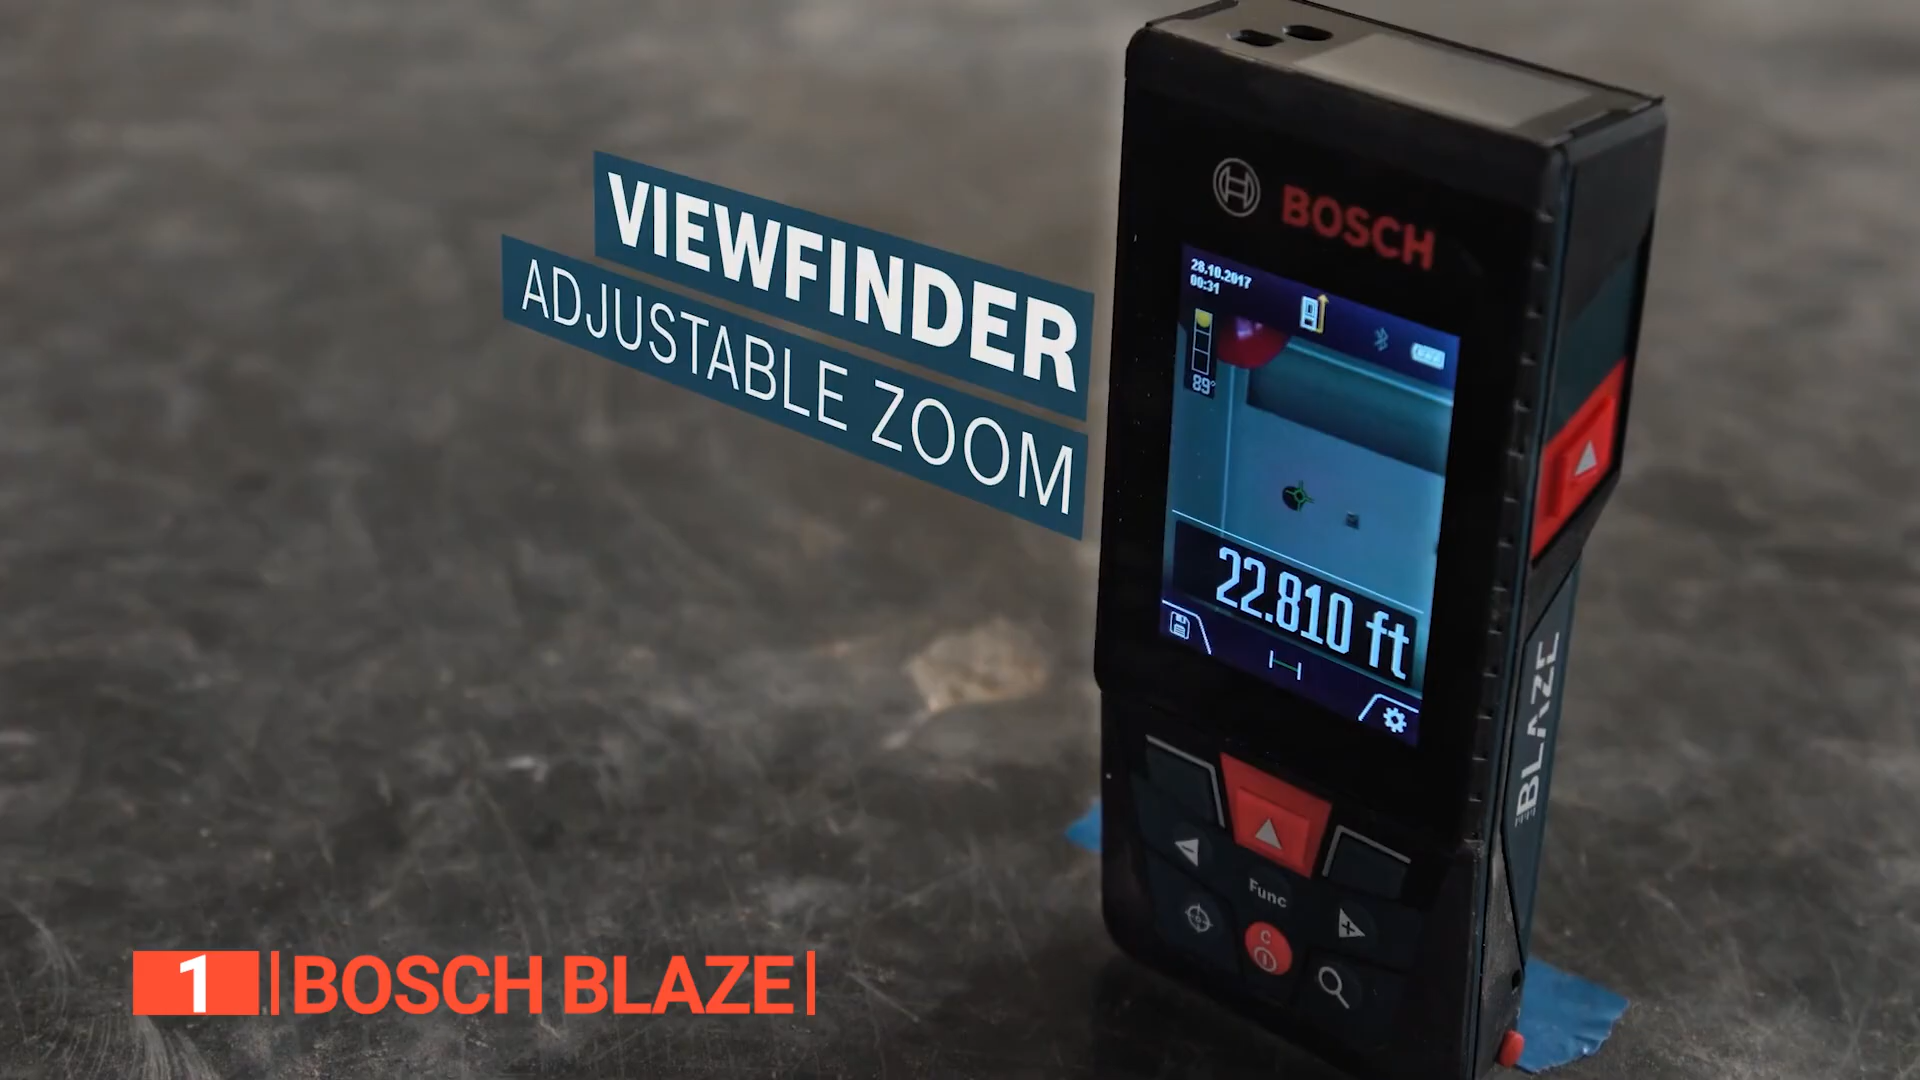 VIEWFINDER
ADJUSTABLE ZOOM
BOSCH
28.10.2017
00:31
89°
22.810 ft
BLAZE
Func
C
1 BOSCH BLAZE